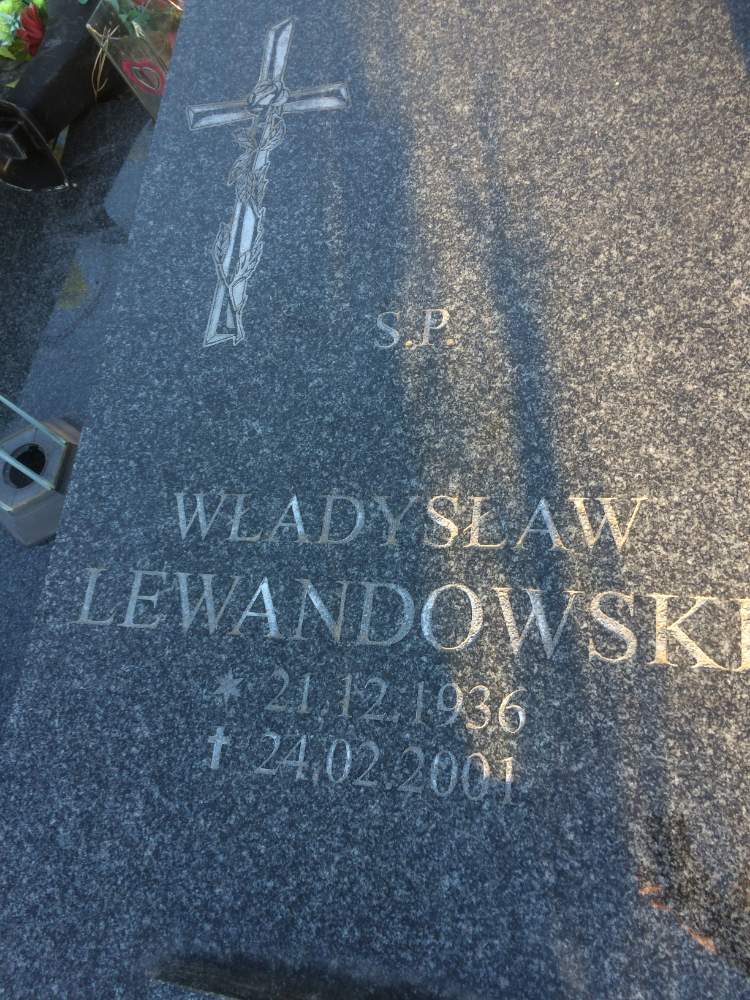 S.P.
WŁADYSŁAW
LEWANDOWSKI
* 21.12.1936
✝ 24.02.2001